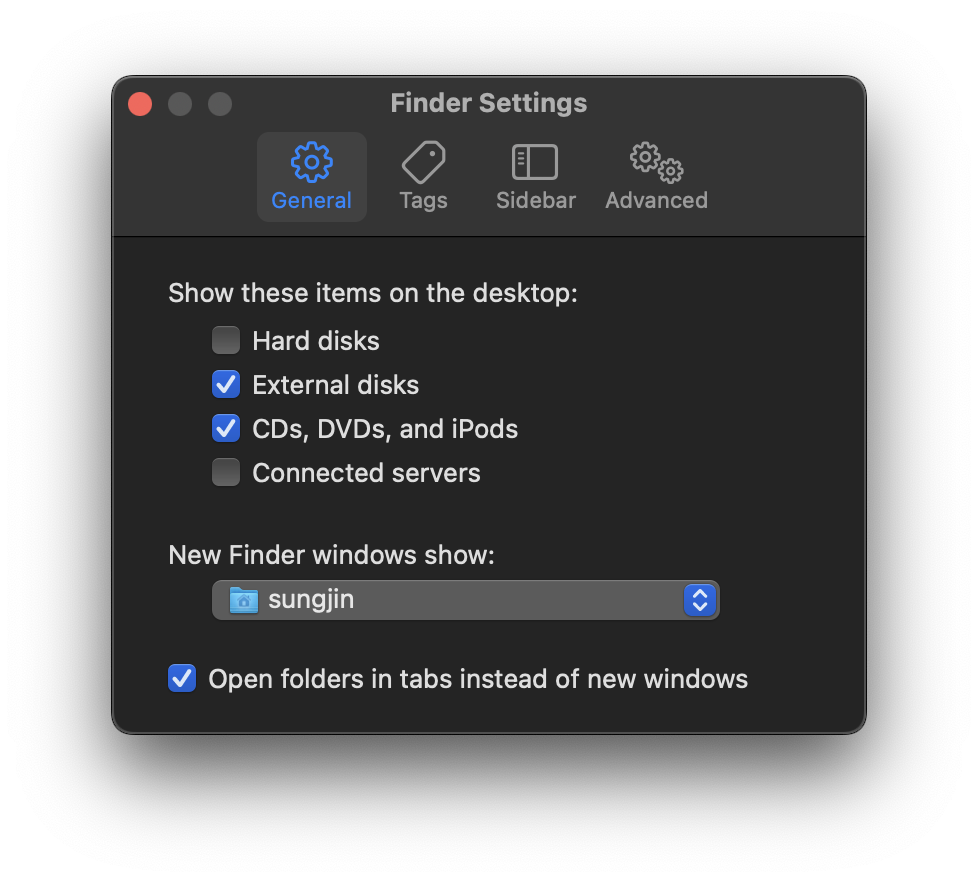 Finder Settings
General Tags Sidebar Advanced
Show these items on the desktop:
Hard disks
External disks
CDs, DVDs, and iPods
Connected servers
New Finder windows show:
sungjin
Open folders in tabs instead of new windows